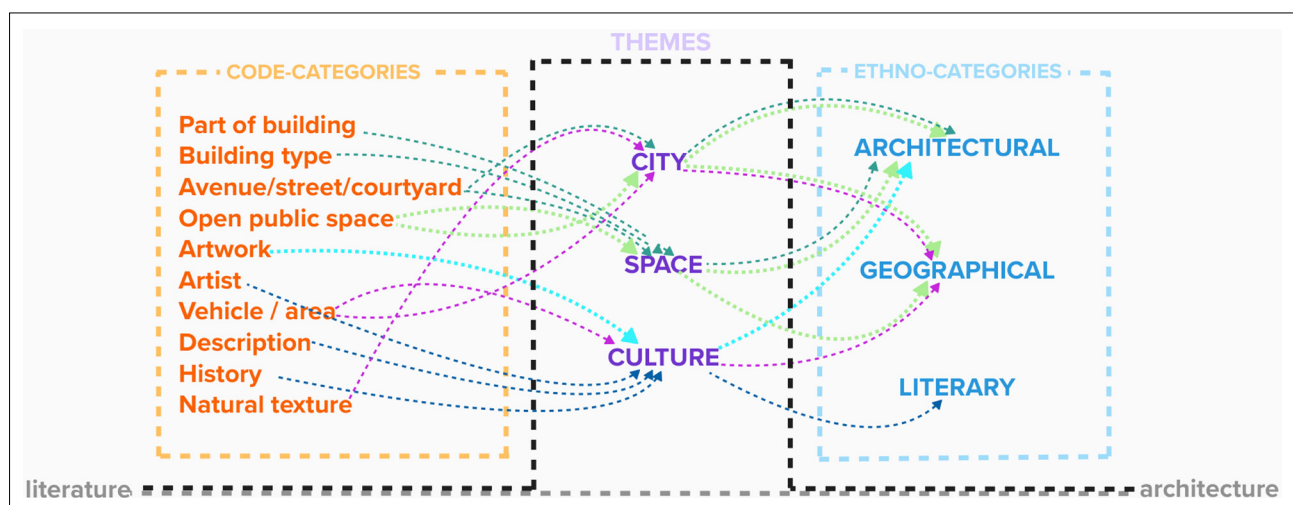 THEMES
CODE-CATEGORIES
ETHNO-CATEGORIES
Part of building
Building type
Avenue/street/courtyard
Open public space
Artwork
Artist
Vehicle / area
Description
History
Natural texture
CITY
SPACE
CULTURE
ARCHITECTURAL
GEOGRAPHICAL
LITERARY
literature
architecture